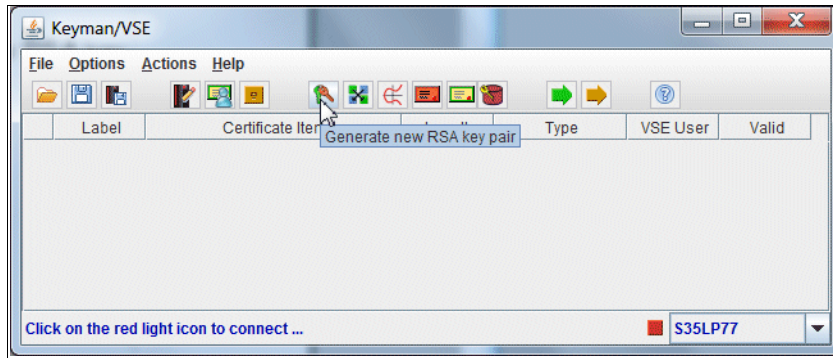 Keyman/VSE
File Options Actions Help
Label Certificate Iter Type VSE User Valid
Generate new RSA key pair
Click on the red light icon to connect ... S35LP77